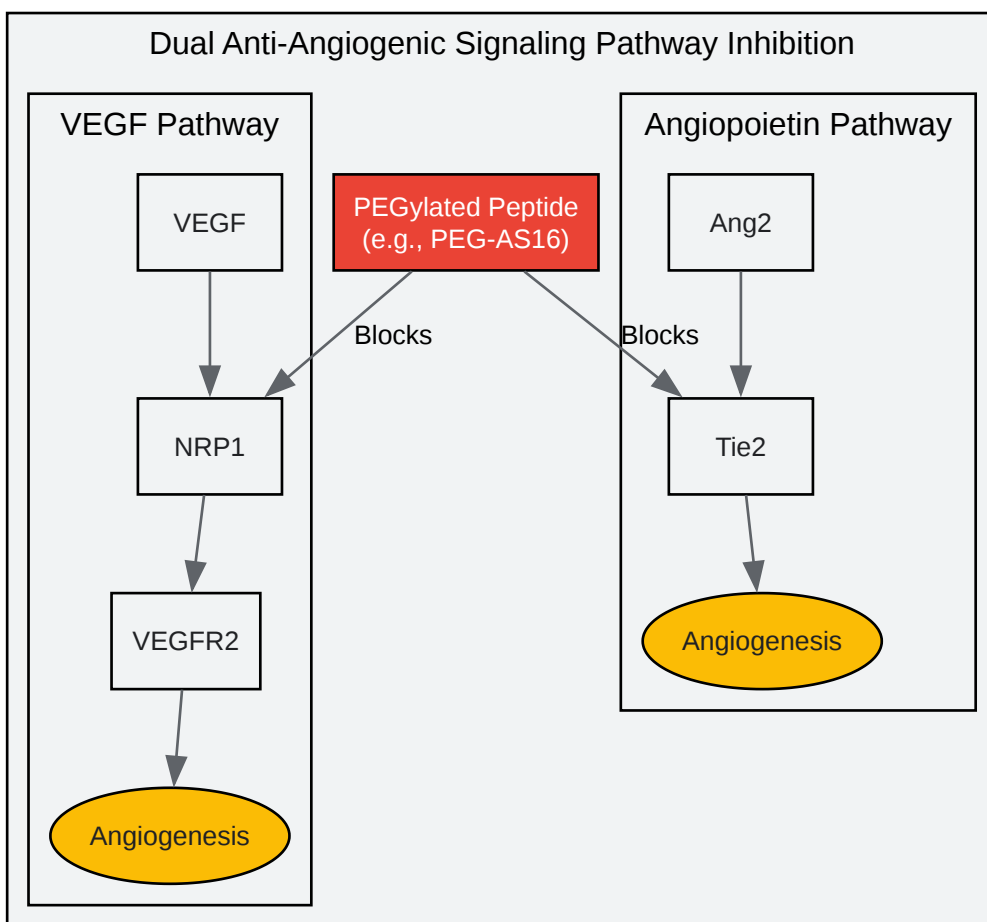 Dual Anti-Angiogenic Signaling Pathway Inhibition
VEGF Pathway
VEGF
NRP1
VEGFR2
Angiogenesis
PEGylated Peptide
(e.g., PEG-AS16)
Blocks
Blocks
Angiopoietin Pathway
Ang2
Tie2
Angiogenesis